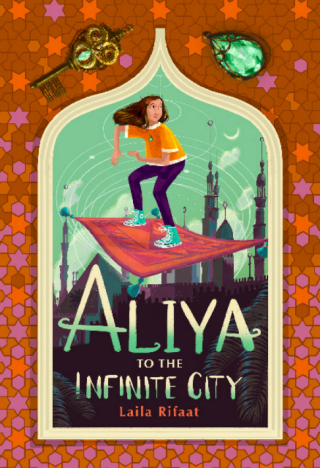 ALIYA
TO THE
INFINITE CITY
Laila Rifaat